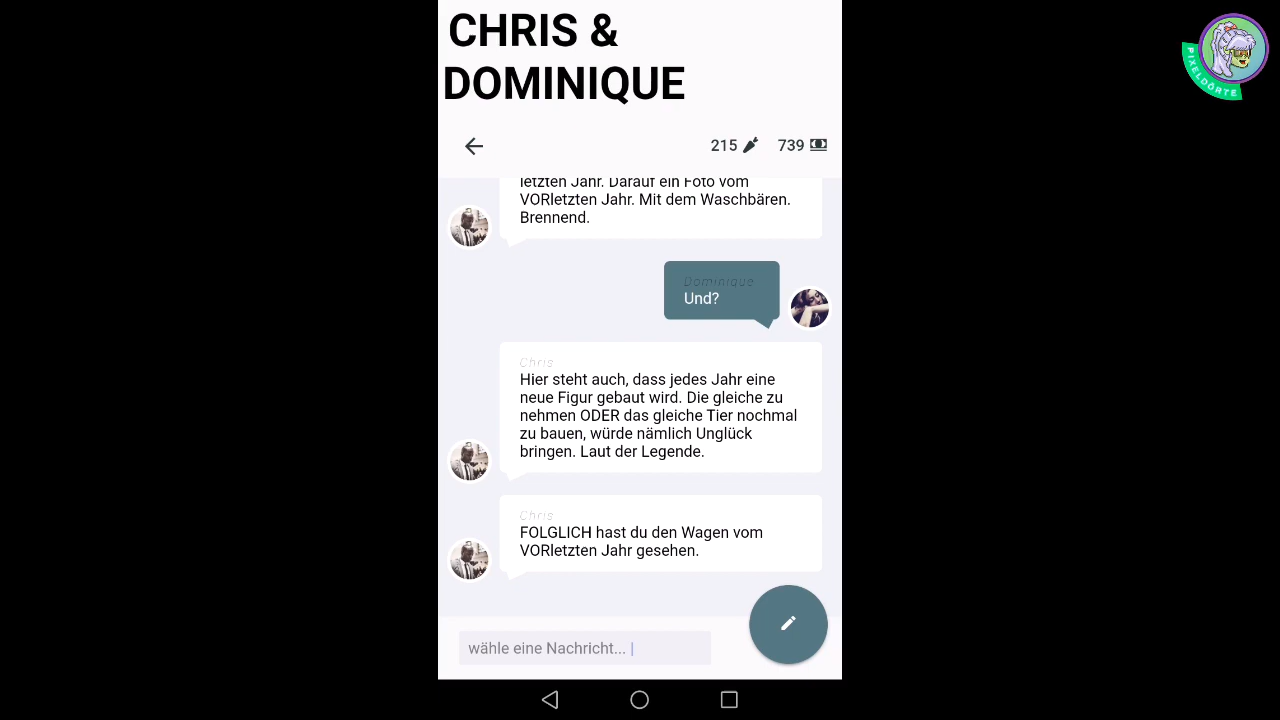 CHRIS &
DOMINIQUE
215
739
letzten Jahr. Darauf ein Foto vom
VORletzten Jahr. Mit dem Waschbären.
Brennend.
Dominique
Und?
Chris
Hier steht auch, dass jedes Jahr eine
neue Figur gebaut wird. Die gleiche zu
nehmen ODER das gleiche Tier nochmal
zu bauen, würde nämlich Unglück
bringen. Laut der Legende.
Chris
FOLGLICH hast du den Wagen vom
VORletzten Jahr gesehen.
wähle eine Nachricht... |
PIXELDÖRTE